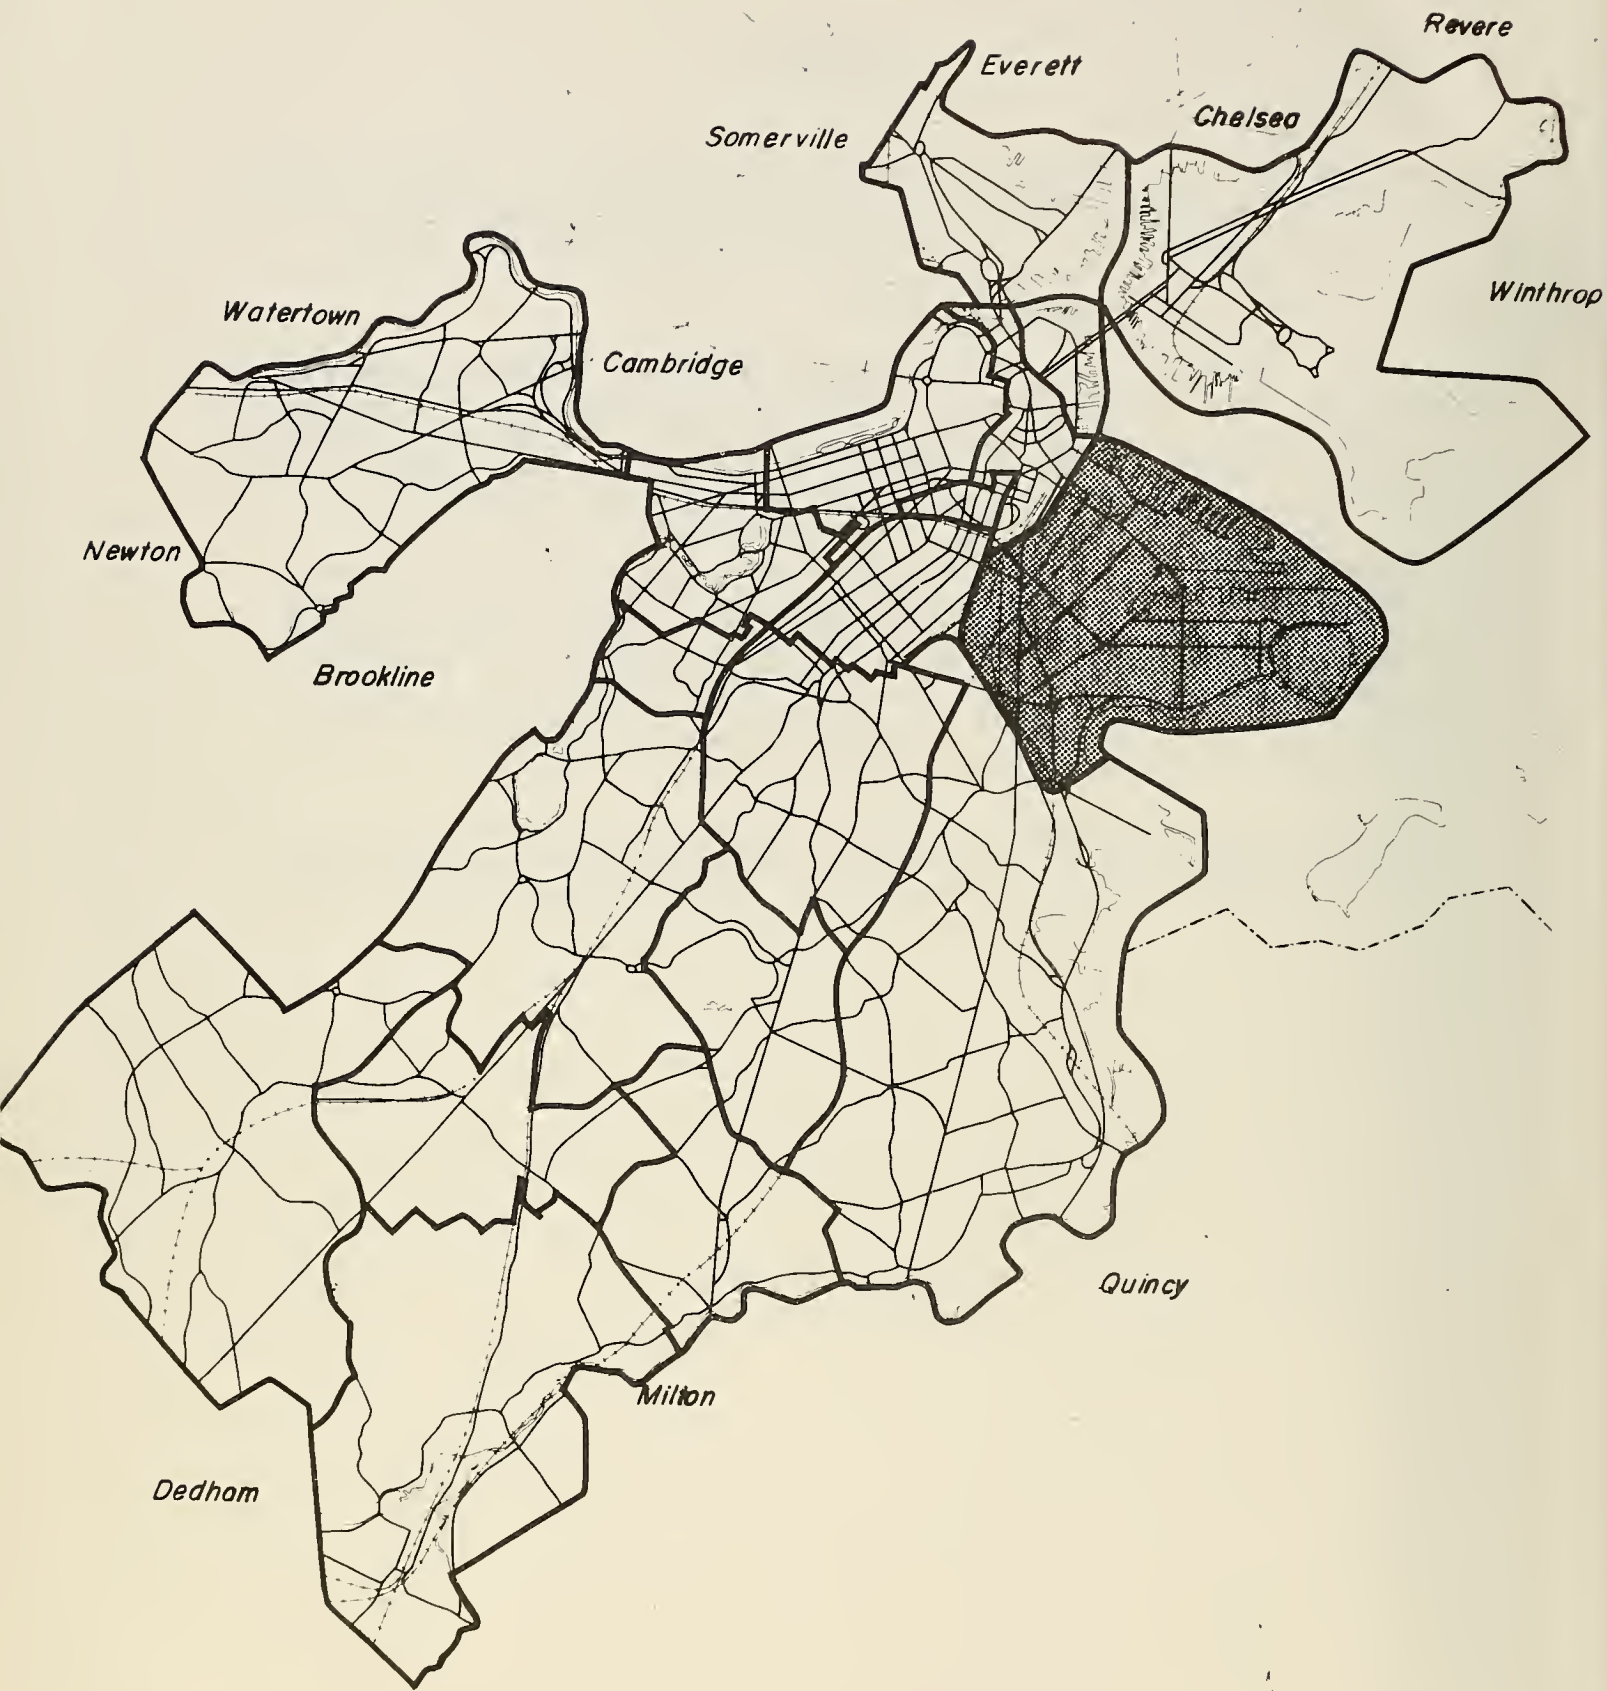 Revere
Everett
Chelsea
Somerville
Winthrop
Watertown
Cambridge
Newton
Brookline
Quincy
Milton
Dedham